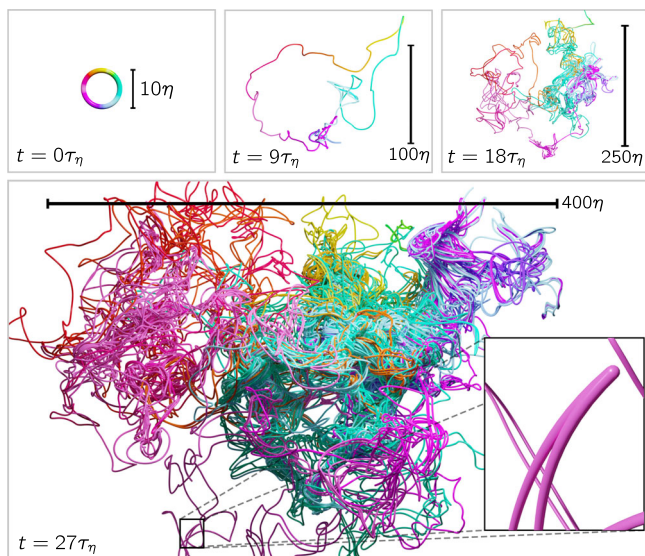 10η
t = 0τη
100η
t = 9τη
250η
t = 18τη
400η
t = 27τη